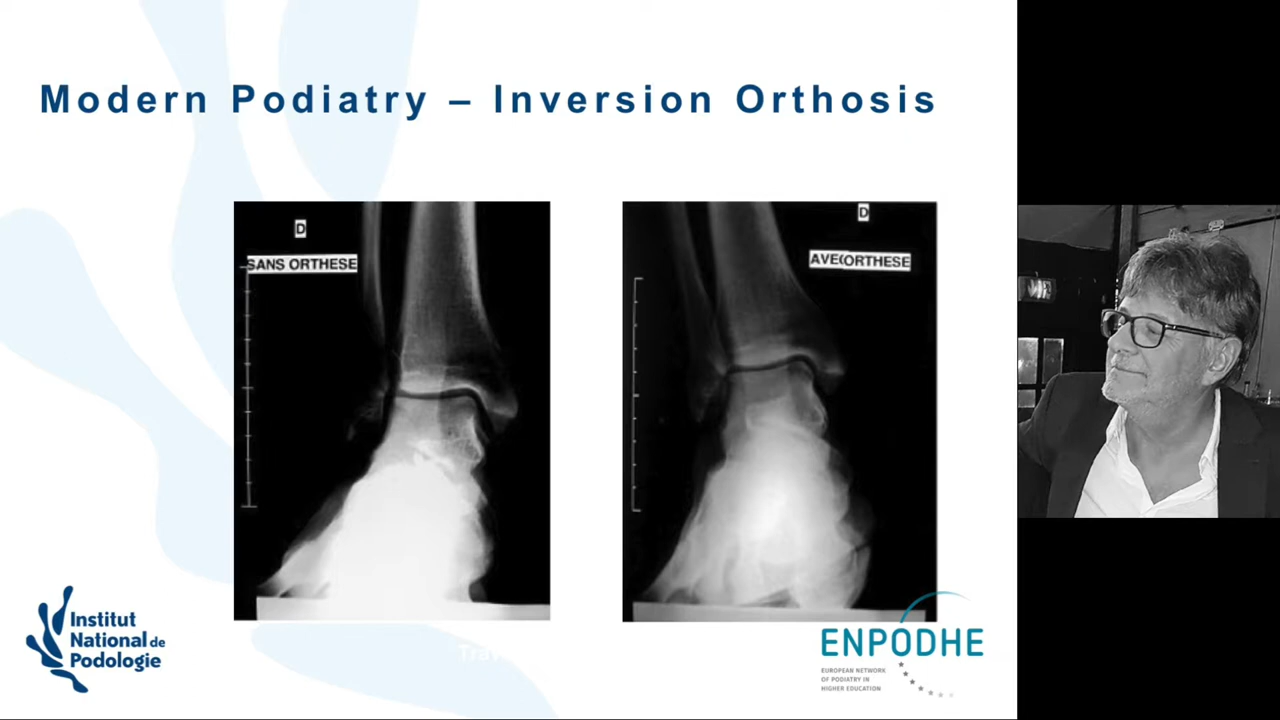 Modern Podiatry – Inversion Orthosis
D
SANS ORTHESE
D
AVEC ORTHESE
Institut
National de
Podologie
ENPODHE
EUROPEAN NETWORK
OF PODIATRY IN
HIGHER EDUCATION